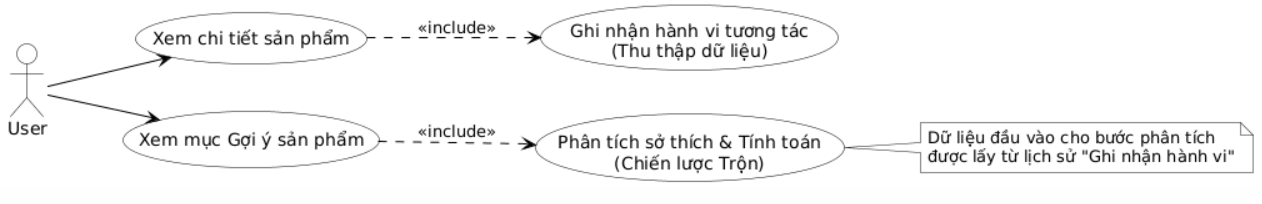 Xem chi tiết sản phẩm
«include»
Ghi nhận hành vi tương tác
(Thu thập dữ liệu)
User
Xem mục Gợi ý sản phẩm
«include»
Phân tích sở thích & Tính toán
(Chiến lược Trộn)
Dữ liệu đầu vào cho bước phân tích
được lấy từ lịch sử "Ghi nhận hành vi"